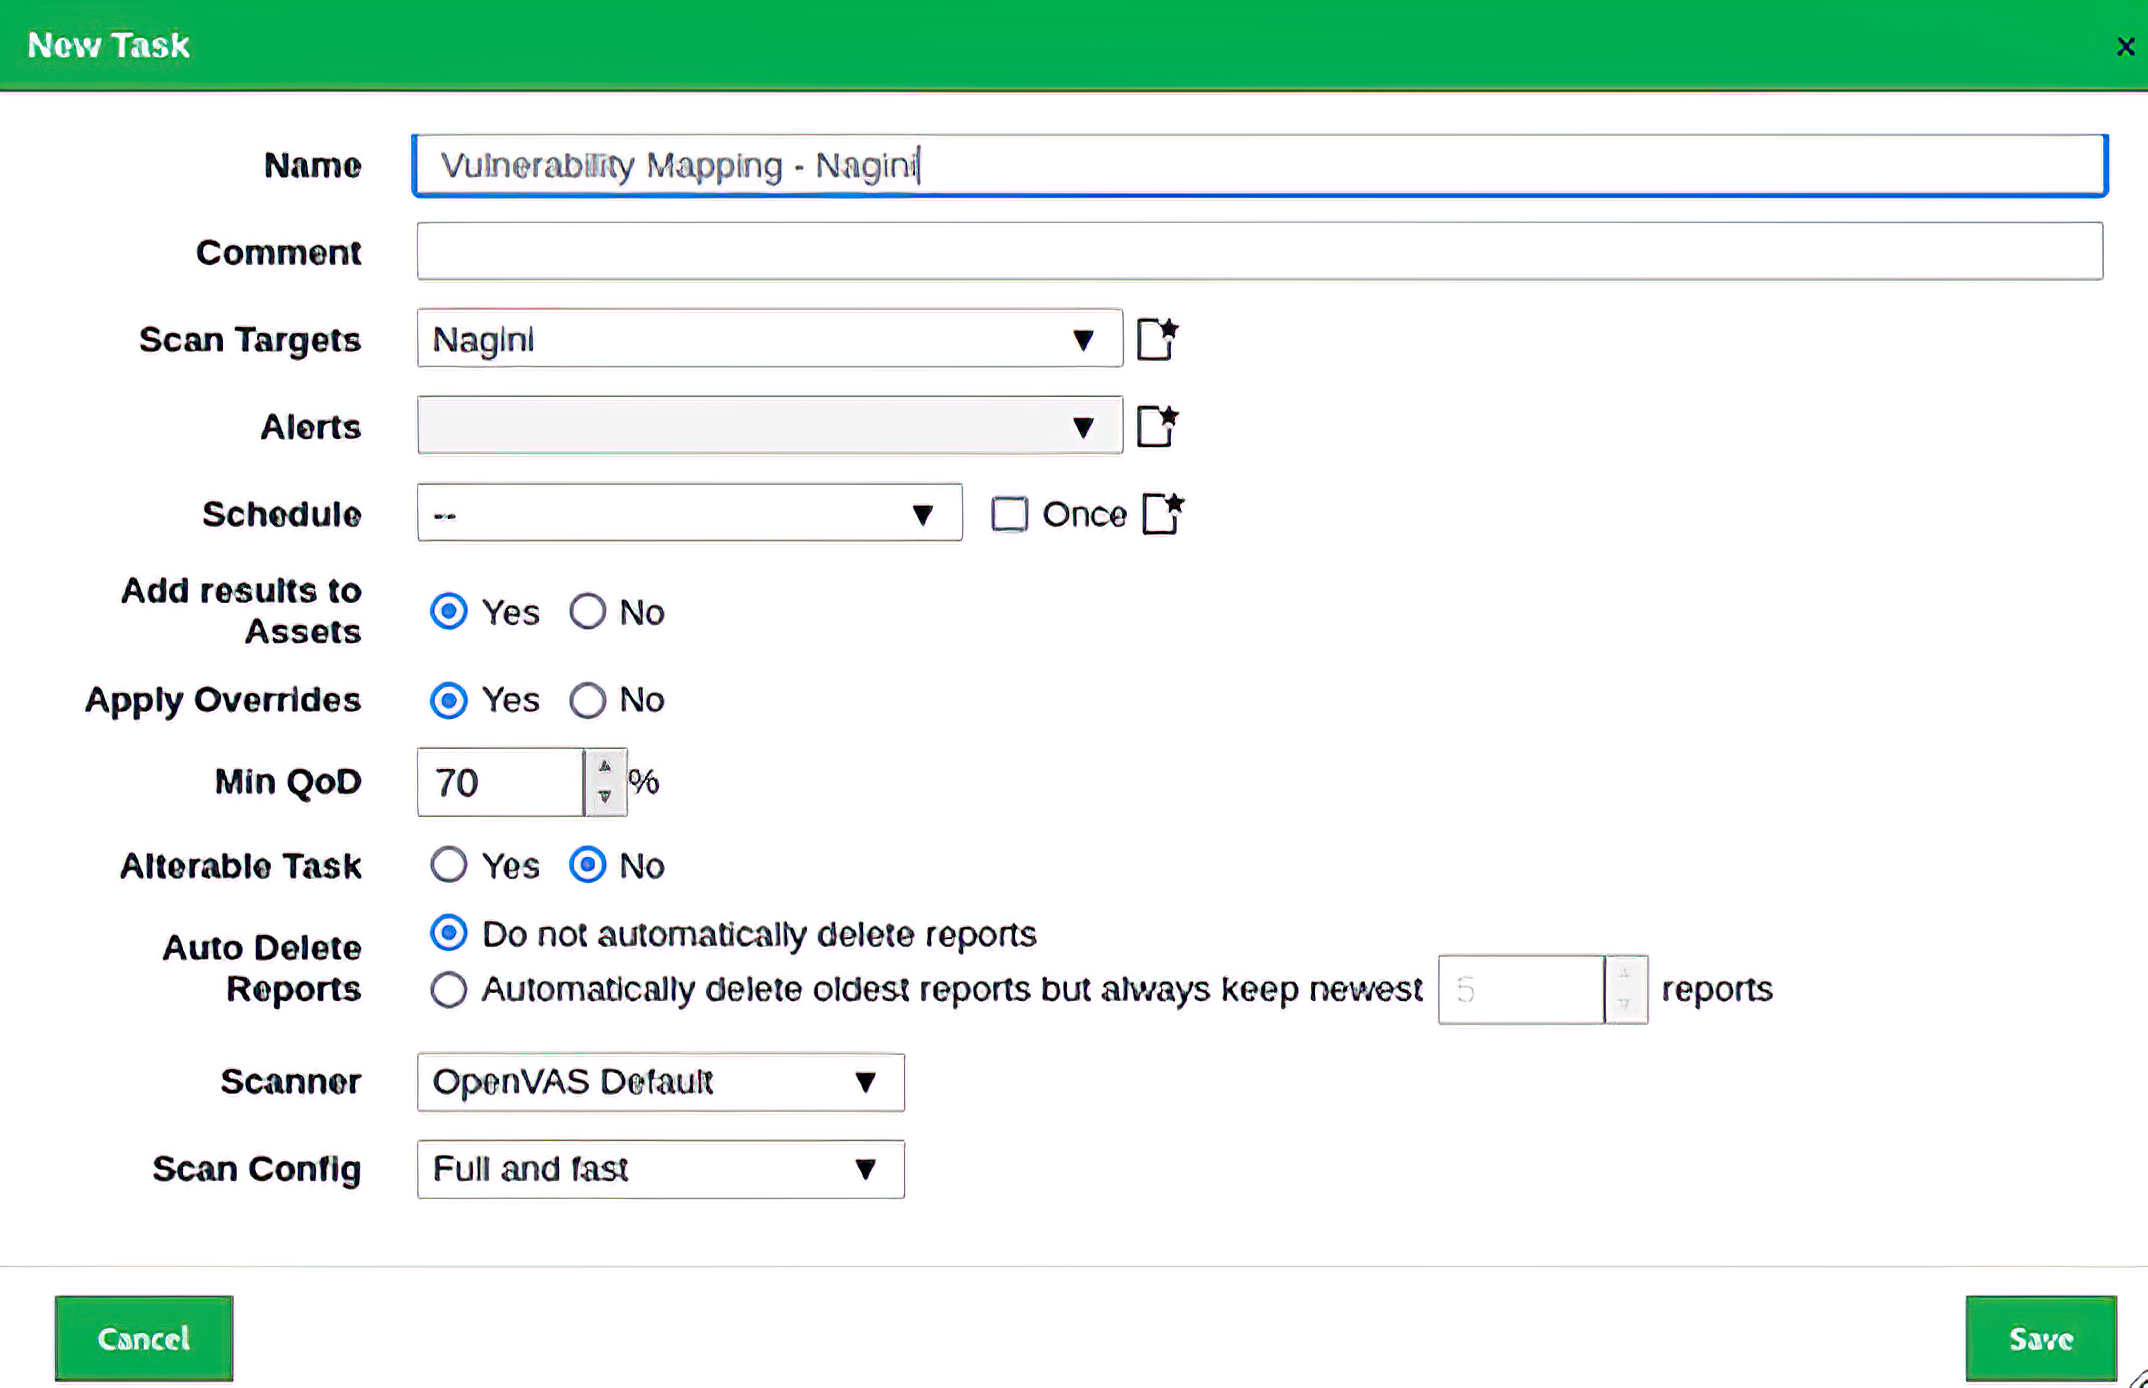 New Task
Name Vulnerability Mapping - Nagini
Comment
Scan Targets Nagini
Alerts
Schedule -- Once
Add results to
Assets Yes No
Apply Overrides Yes No
Min QoD 70 %
Alterable Task Yes No
Do not automatically delete reports
Auto Delete
Reports
Automatically delete oldest reports but always keep newest 5 reports
Scanner OpenVAS Default
Scan Config Full and fast
Cancel Save